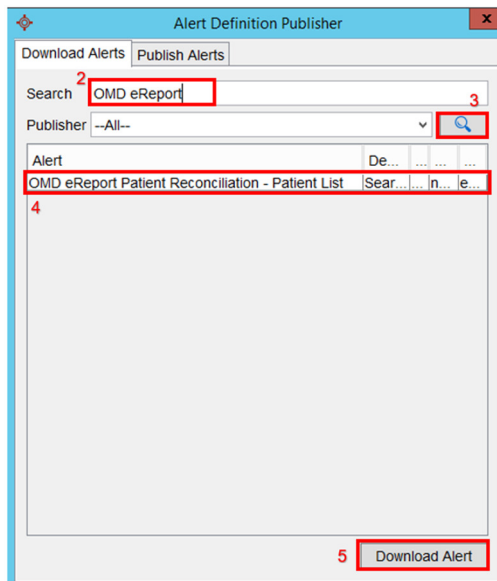 Alert Definition Publisher
x
Download Alerts Publish Alerts
2
Search OMD eReport
3
Publisher --All--
Alert De... ... ... ...
OMD eReport Patient Reconciliation - Patient List Sear... ... n... e...
4
5 Download Alert